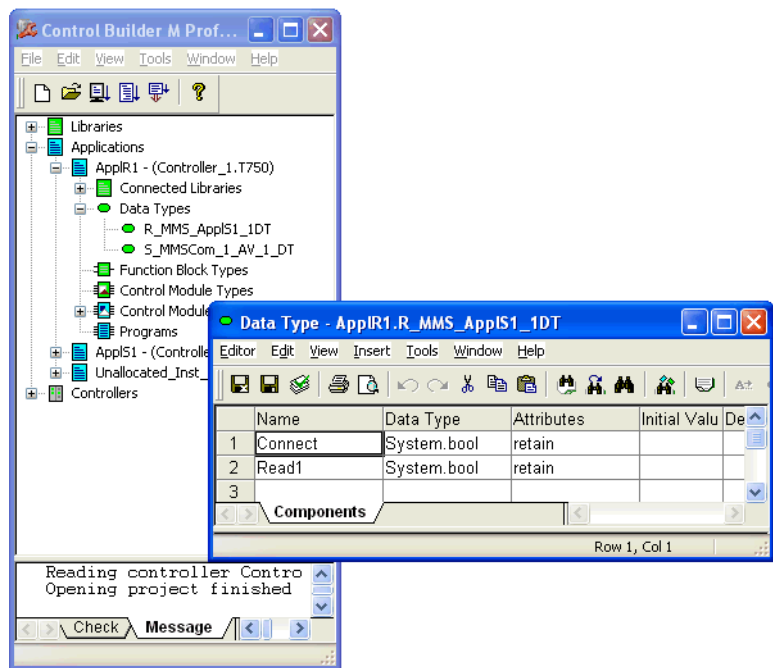 Control Builder M Prof...
File Edit View Tools Window Help
Libraries
Applications
ApplR1 - (Controller_1.T750)
Connected Libraries
Data Types
R_MMS_ApplS1_1DT
S_MMSCom_1_AV_1_DT
Function Block Types
Control Module Types
Control Module
Programs
ApplS1 - (Controlle
Unallocated_Inst_
Controllers
Data Type - ApplR1.R_MMS_ApplS1_1DT
Editor Edit View Insert Tools Window Help
Name Data Type Attributes Initial Valu De
1 Connect System.bool retain
2 Read1 System.bool retain
3
Components
Row 1, Col 1
Reading controller Contro
Opening project finished
Check Message